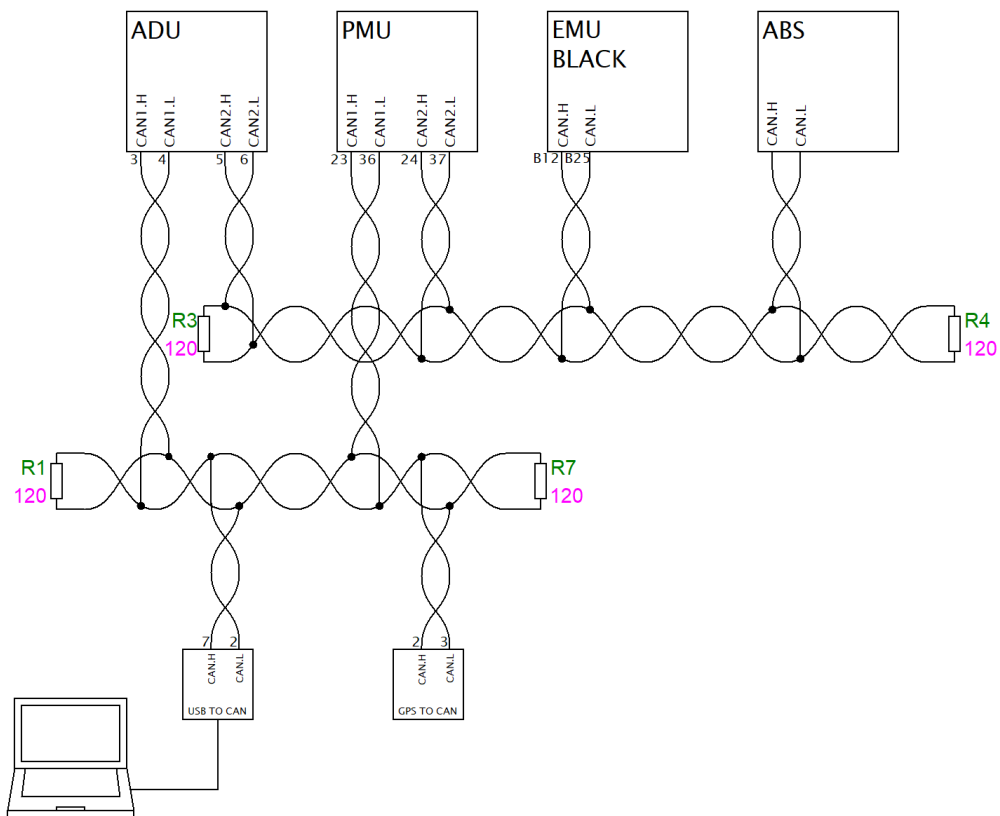 ADU
PMU
EMU
BLACK
ABS
CAN1.H
CAN1.L
CAN2.H
CAN2.L
CAN1.H
CAN1.L
CAN2.H
CAN2.L
CAN.H
CAN.L
CAN.H
CAN.L
3 4 5 6
23 36 24 37
B12 B25
R3
120
R4
120
R1
120
R7
120
7 2
CAN.H
CAN.L
USB TO CAN
2 3
CAN.H
CAN.L
GPS TO CAN